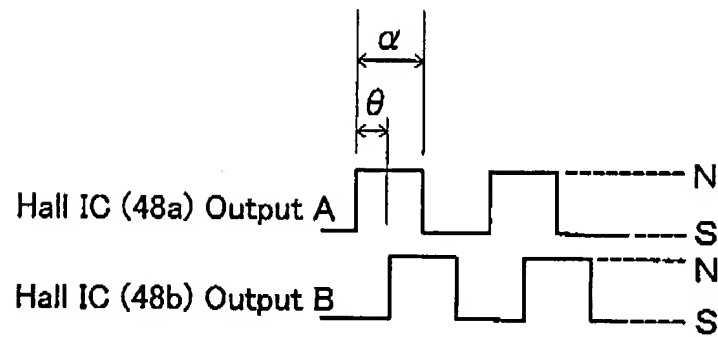 α
θ
Hall IC (48a) Output A
N
S
Hall IC (48b) Output B
N
S